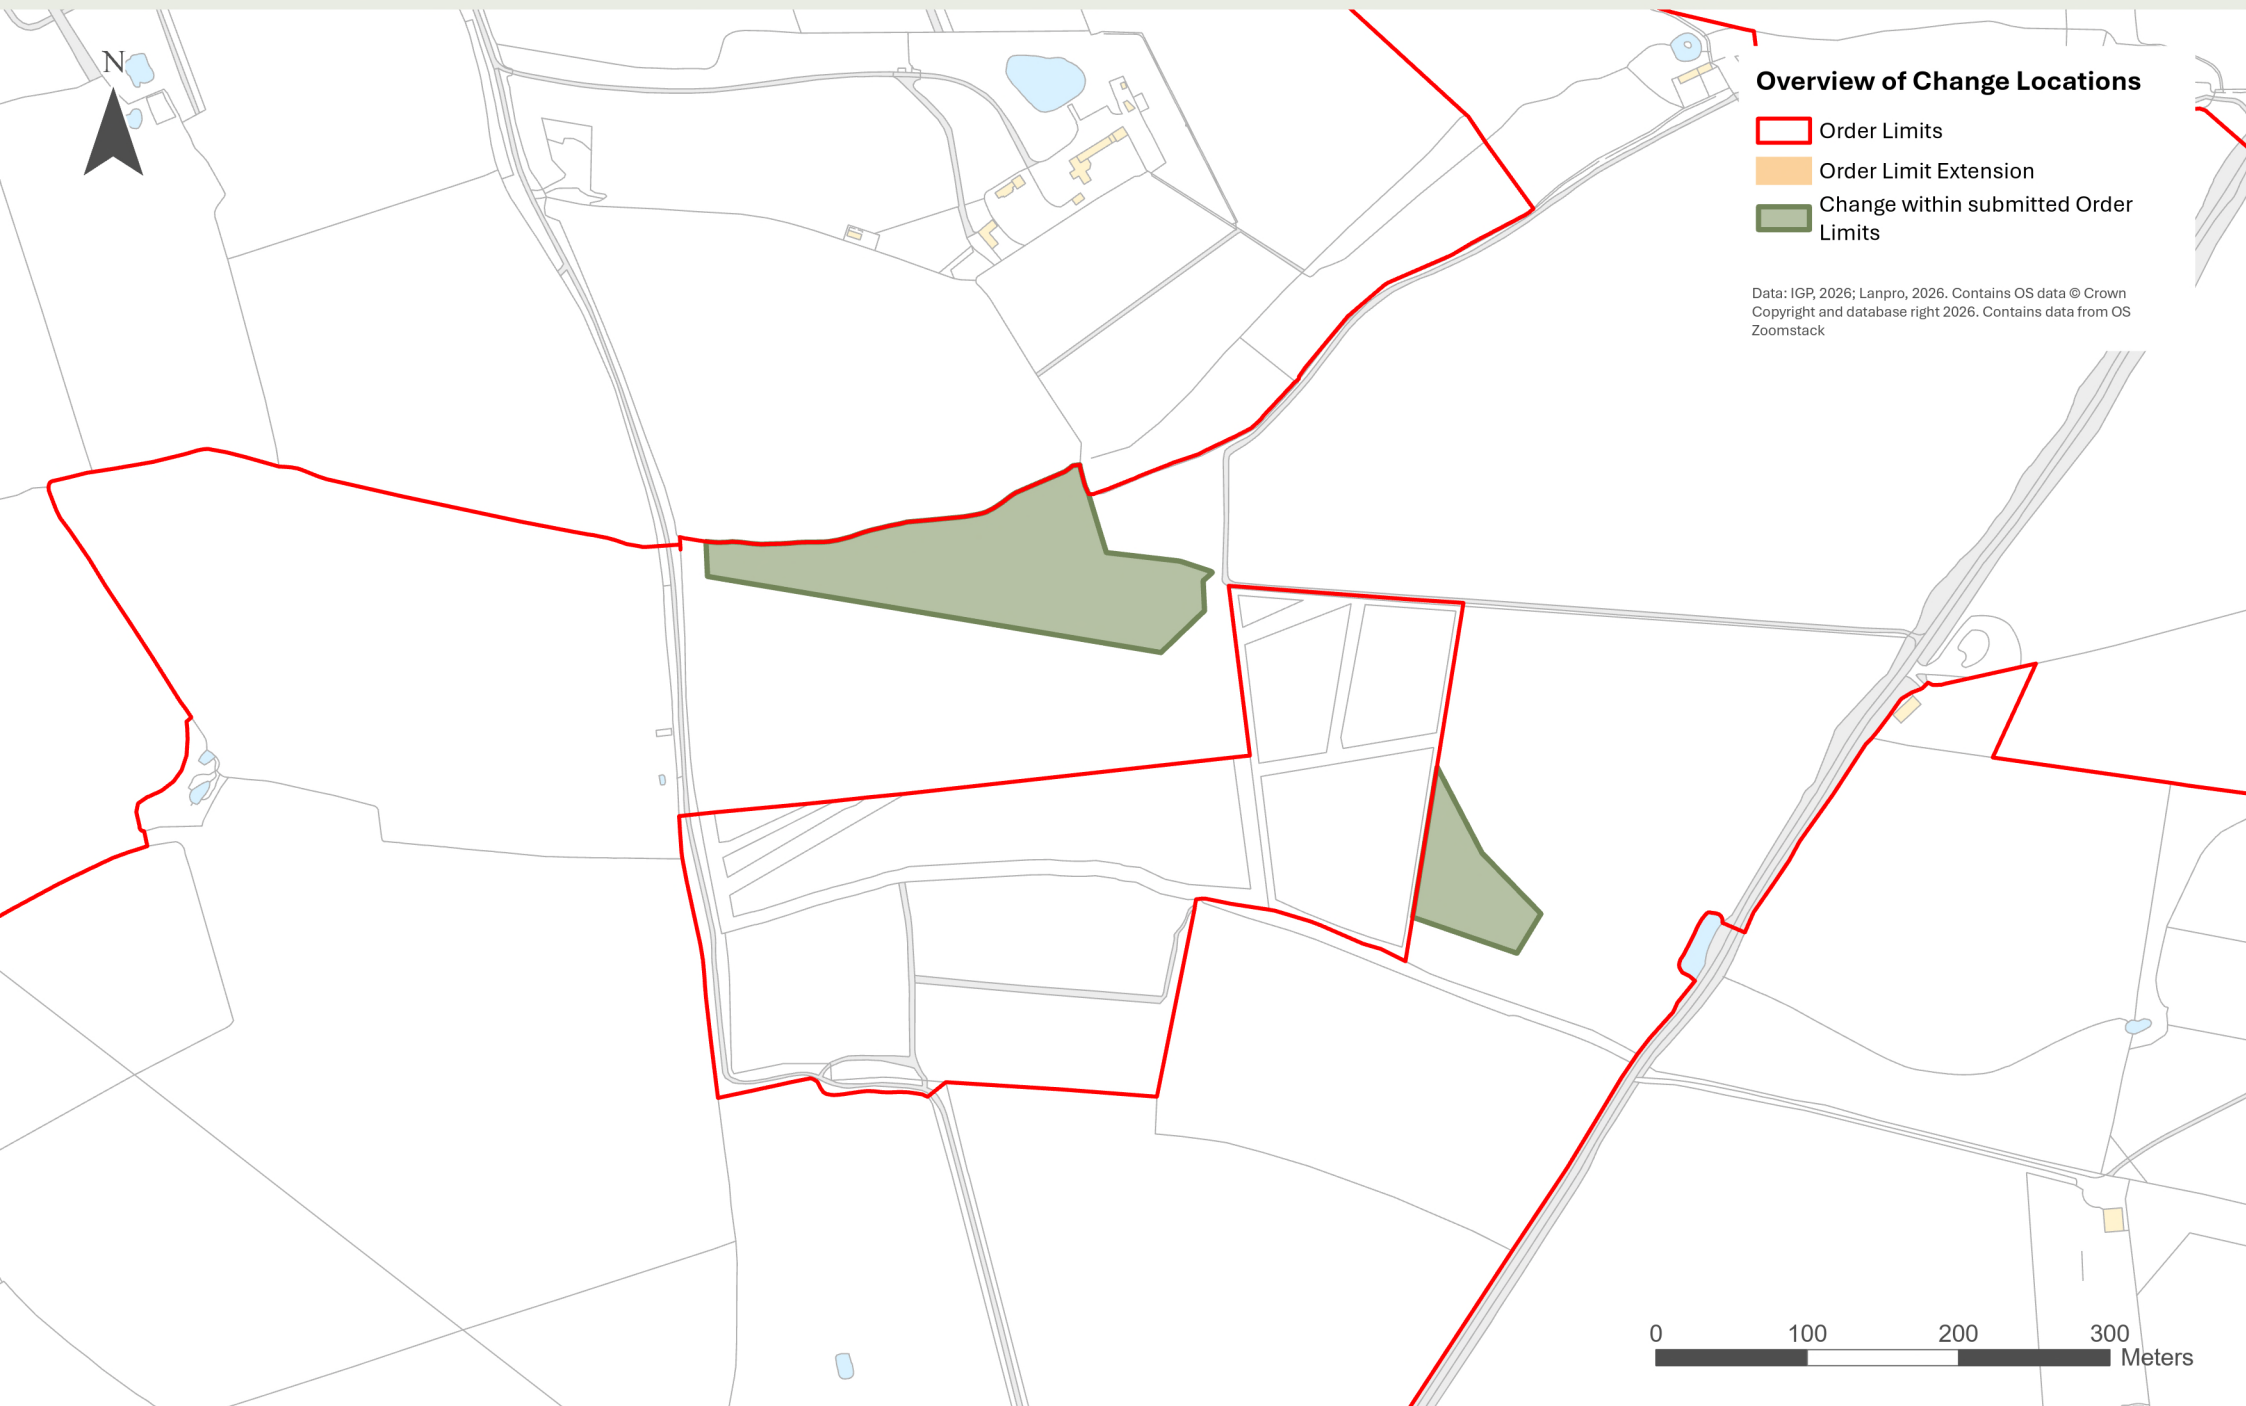 N
Overview of Change Locations
Order Limits
Order Limit Extension
Change within submitted Order
Limits
Data: IGP, 2026; Lanpro, 2026. Contains OS data © Crown
Copyright and database right 2026. Contains data from OS
Zoomstack
0 100 200 300
Meters